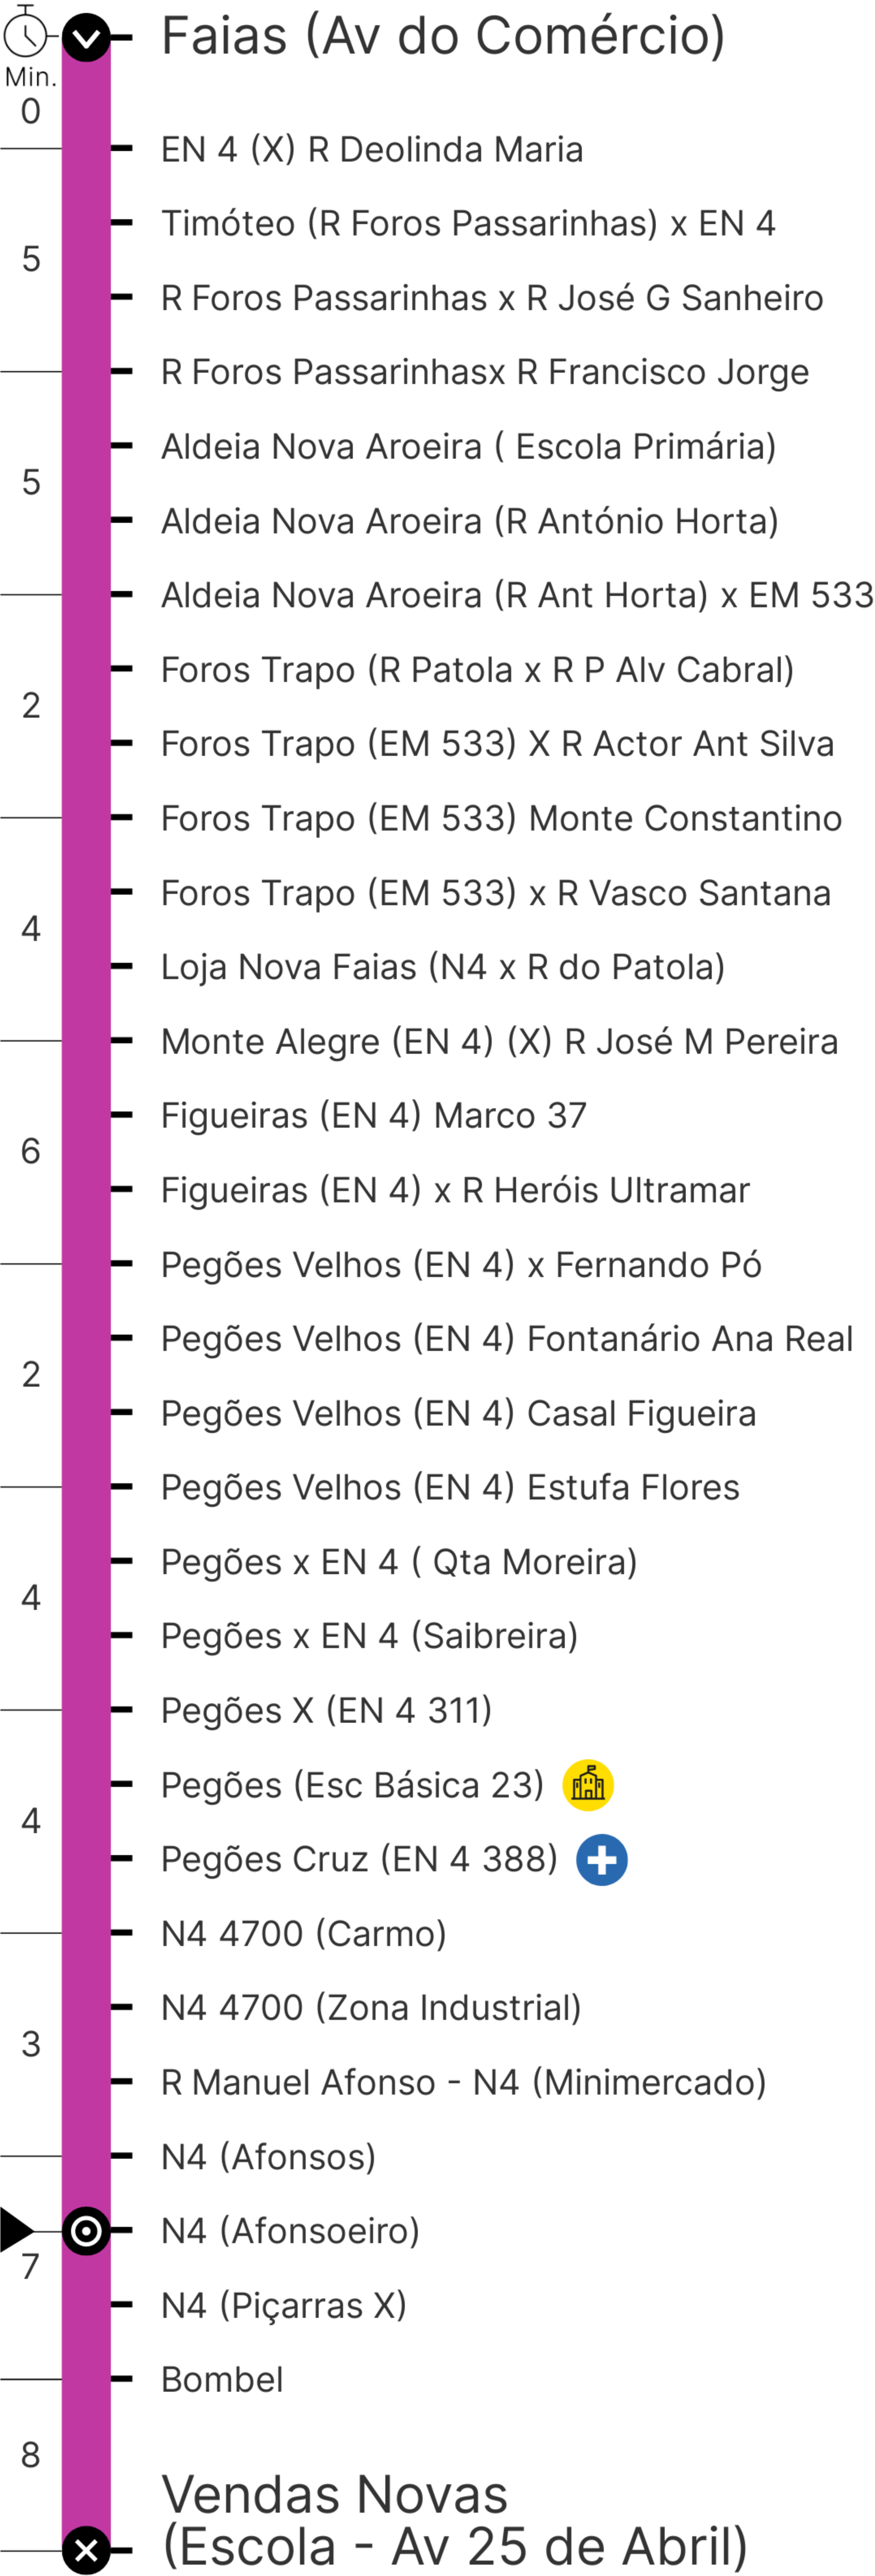 Faias (Av do Comércio)
Min.
0
EN 4 (X) R Deolinda Maria
Timóteo (R Foros Passarinhas) x EN 4
5
R Foros Passarinhas x R José G Sanheiro
R Foros Passarinhasx R Francisco Jorge
Aldeia Nova Aroeira ( Escola Primária)
5
Aldeia Nova Aroeira (R António Horta)
Aldeia Nova Aroeira (R Ant Horta) x EM 533
Foros Trapo (R Patola x R P Alv Cabral)
2
Foros Trapo (EM 533) X R Actor Ant Silva
Foros Trapo (EM 533) Monte Constantino
Foros Trapo (EM 533) x R Vasco Santana
4
Loja Nova Faias (N4 x R do Patola)
Monte Alegre (EN 4) (X) R José M Pereira
Figueiras (EN 4) Marco 37
6
Figueiras (EN 4) x R Heróis Ultramar
Pegões Velhos (EN 4) x Fernando Pó
Pegões Velhos (EN 4) Fontanário Ana Real
2
Pegões Velhos (EN 4) Casal Figueira
Pegões Velhos (EN 4) Estufa Flores
Pegões x EN 4 ( Qta Moreira)
4
Pegões x EN 4 (Saibreira)
Pegões X (EN 4 311)
Pegões (Esc Básica 23)
4
Pegões Cruz (EN 4 388)
N4 4700 (Carmo)
N4 4700 (Zona Industrial)
3
R Manuel Afonso - N4 (Minimercado)
N4 (Afonsos)
N4 (Afonsoeiro)
7
N4 (Piçarras X)
Bombel
8
Vendas Novas
(Escola - Av 25 de Abril)